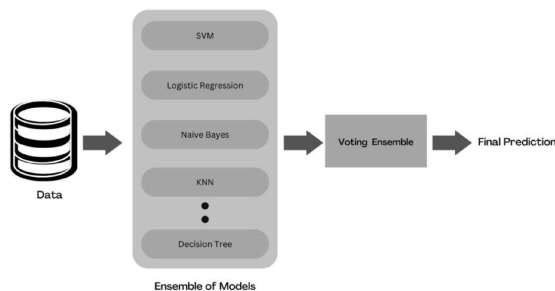 SVM
Logistic Regression
Naive Bayes
KNN
Decision Tree
Data
Voting Ensemble
Final Prediction
Ensemble of Models